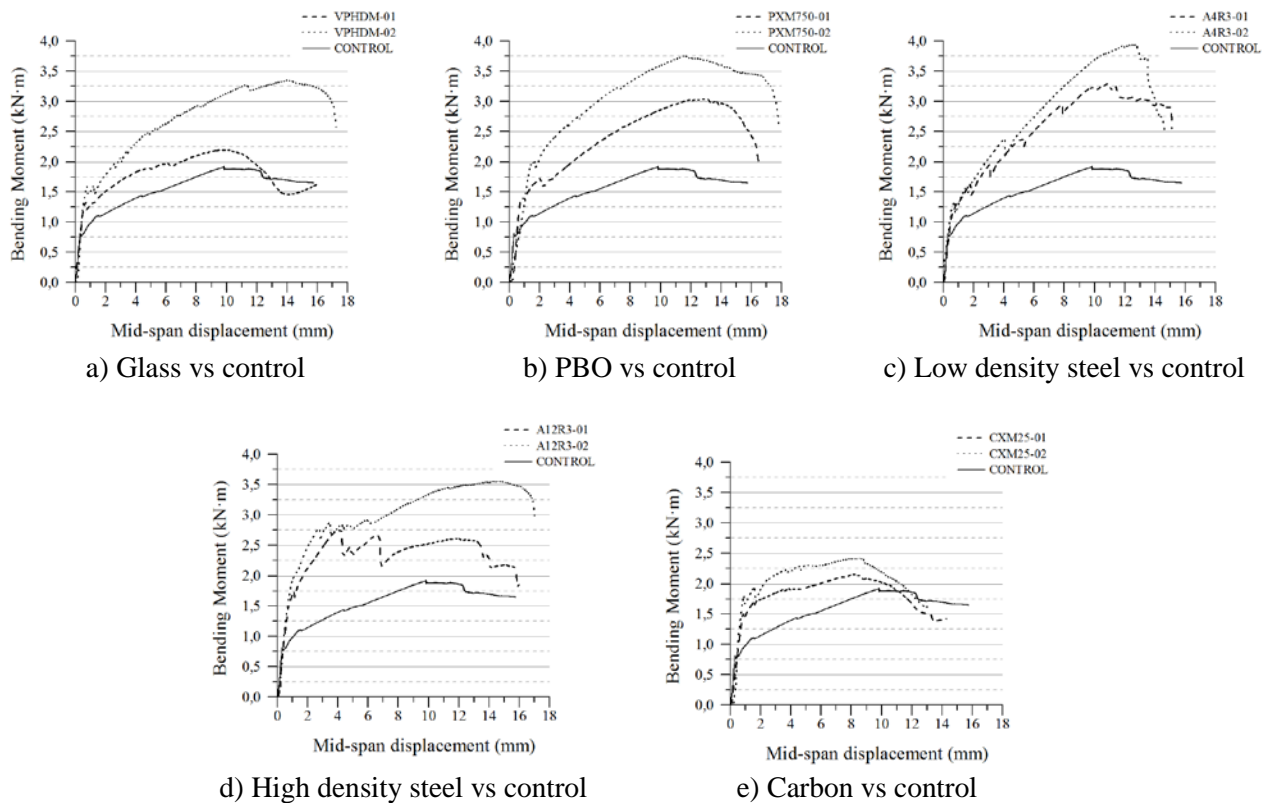 VPHDM-01
VPHDM-02
CONTROL
4,0
3,5
3,0
2,5
2,0
1,5
1,0
0,5
0,0
Bending Moment (kN·m)
0 2 4 6 8 10 12 14 16 18
Mid-span displacement (mm)
a) Glass vs control
PXM750-01
PXM750-02
CONTROL
4,0
3,5
3,0
2,5
2,0
1,5
1,0
0,5
0,0
Bending Moment (kN·m)
0 2 4 6 8 10 12 14 16 18
Mid-span displacement (mm)
b) PBO vs control
A4R3-01
A4R3-02
CONTROL
4,0
3,5
3,0
2,5
2,0
1,5
1,0
0,5
0,0
Bending Moment (kN·m)
0 2 4 6 8 10 12 14 16 18
Mid-span displacement (mm)
c) Low density steel vs control
A12R3-01
A12R3-02
CONTROL
4,0
3,5
3,0
2,5
2,0
1,5
1,0
0,5
0,0
Bending Moment (kN·m)
0 2 4 6 8 10 12 14 16 18
Mid-span displacement (mm)
d) High density steel vs control
CXM25-01
CXM25-02
CONTROL
4,0
3,5
3,0
2,5
2,0
1,5
1,0
0,5
0,0
Bending Moment (kN·m)
0 2 4 6 8 10 12 14 16 18
Mid-span displacement (mm)
e) Carbon vs control